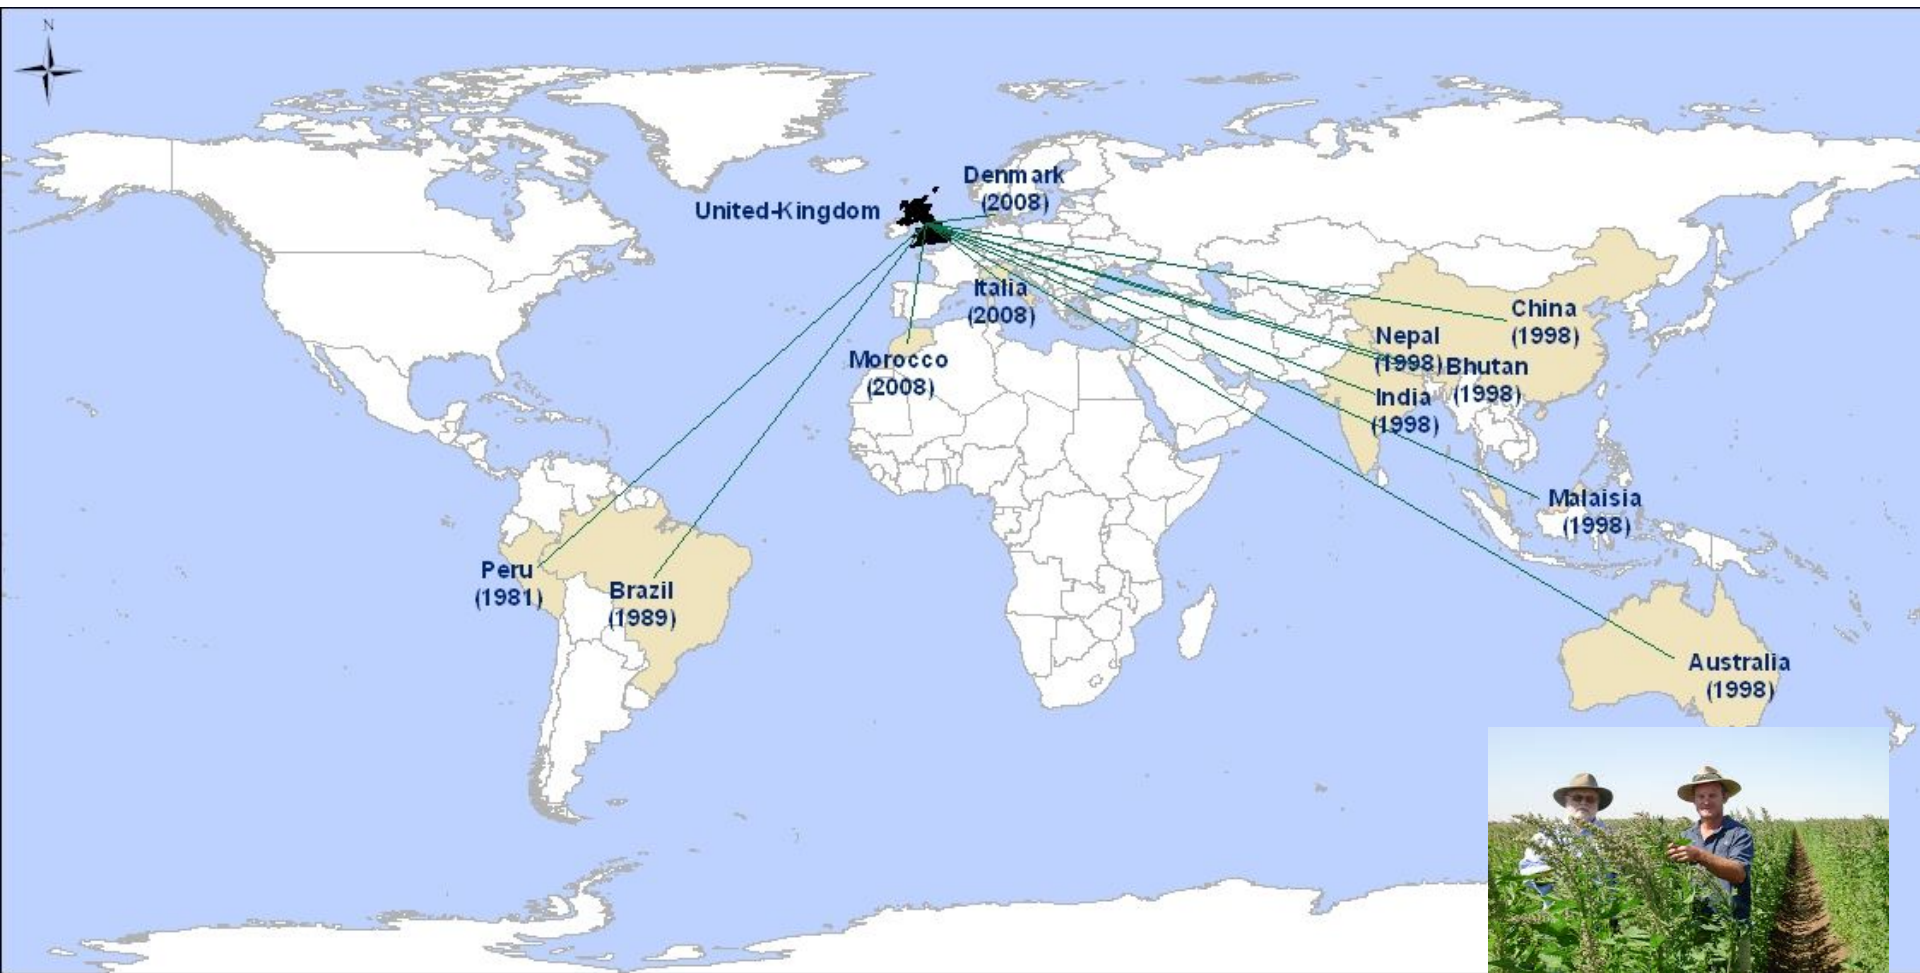 N
Denmark
(2008)
United-Kingdom
Italia
(2008)
China
(1998)
Nepal
(1998)
Bhutan
(1998)
Morocco
(2008)
India
(1998)
Malaisia
(1998)
Peru
(1981)
Brazil
(1989)
Australia
(1998)